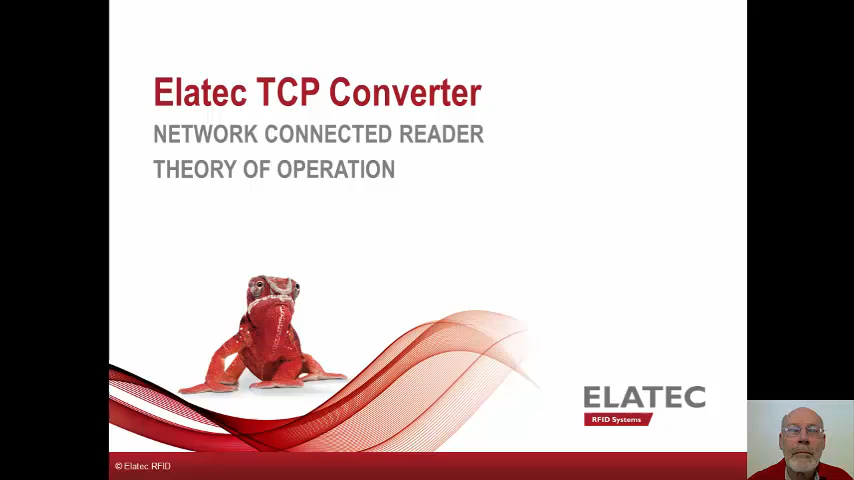 Elatec TCP Converter
NETWORK CONNECTED READER
THEORY OF OPERATION
ELATEC
RFID Systems
© Elatec RFID